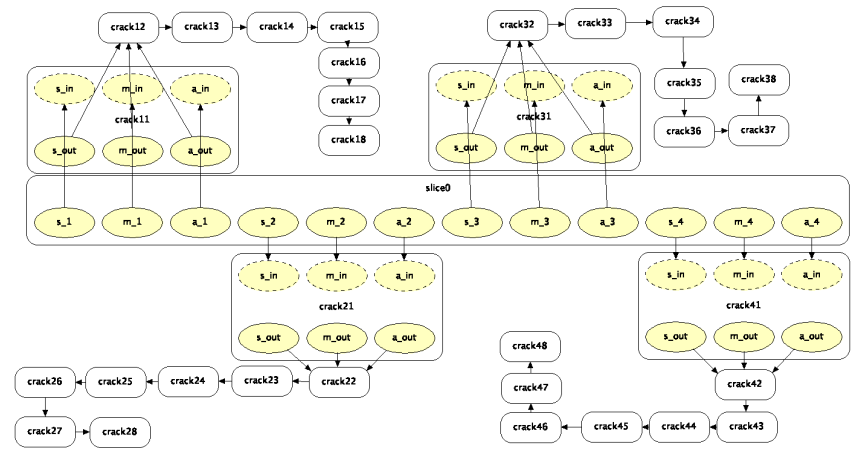 crack12
crack13
crack14
crack15
crack16
crack17
crack18
s_in
m_in
a_in
crack11
s_out
m_out
a_out
crack32
crack33
crack34
crack35
crack36
crack37
crack38
s_in
m_in
a_in
crack31
s_out
m_out
a_out
slice0
s_1
m_1
a_1
s_2
m_2
a_2
s_3
m_3
a_3
s_4
m_4
a_4
s_in
m_in
a_in
crack21
s_out
m_out
a_out
crack22
crack23
crack24
crack25
crack26
crack27
crack28
s_in
m_in
a_in
crack41
s_out
m_out
a_out
crack42
crack43
crack44
crack45
crack46
crack47
crack48